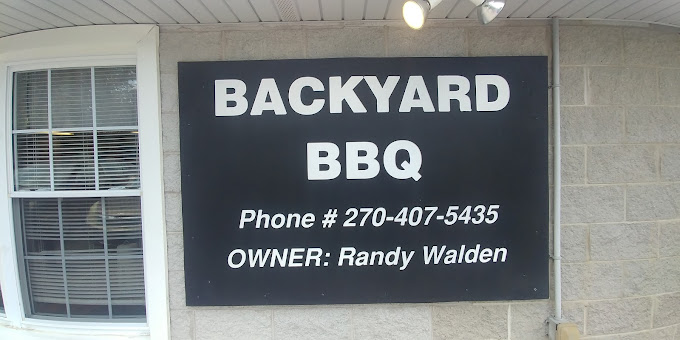 BACKYARD
BBQ
Phone # 270-407-5435
OWNER: Randy Walden